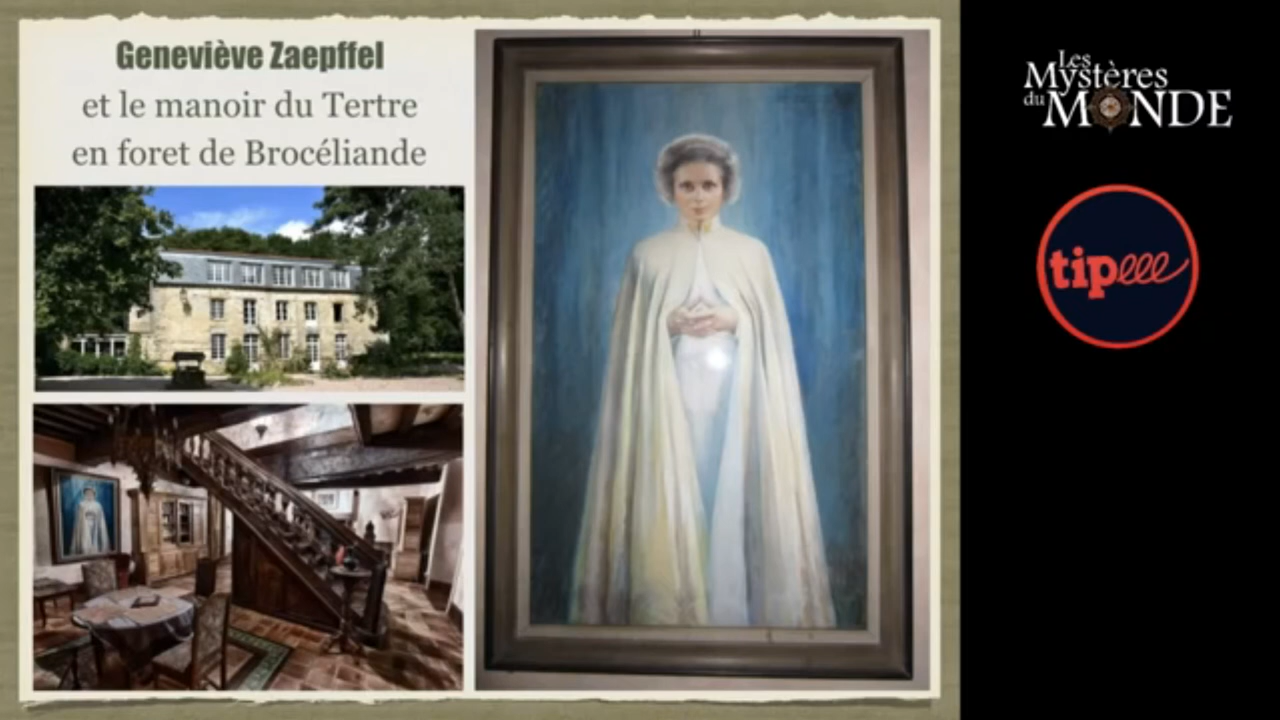 Geneviève Zaepffel
et le manoir du Tertre
en foret de Brocéliande
Les
Mystères
du MONDE
tipeee